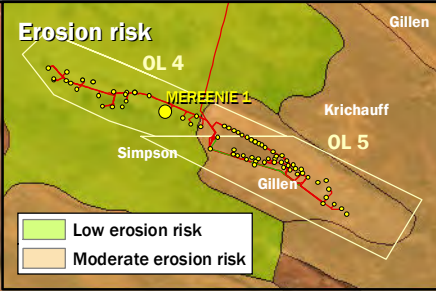 Erosion risk
Gillen
OL 4
MEREENIE 1
Krichauff
OL 5
Simpson
Gillen
Low erosion risk
Moderate erosion risk